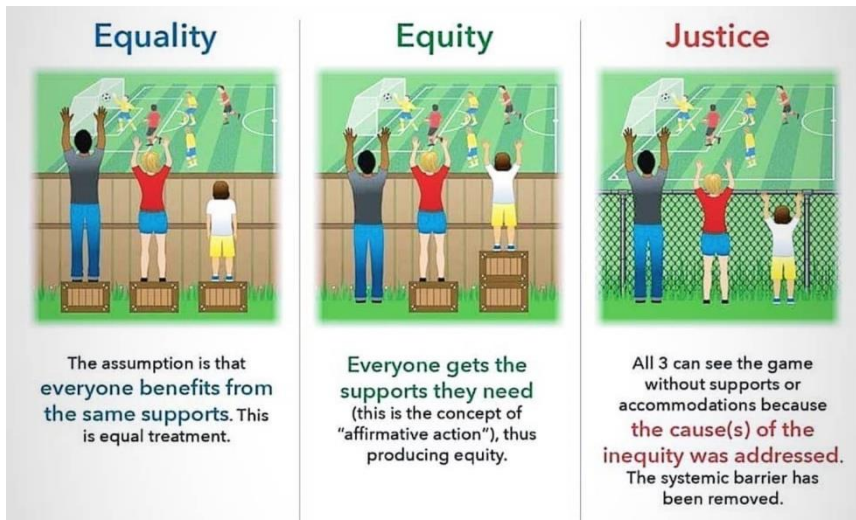 Equality
The assumption is that
everyone benefits from
the same supports. This
is equal treatment.
Equity
Everyone gets the
supports they need
(this is the concept of
“affirmative action”), thus
producing equity.
Justice
All 3 can see the game
without supports or
accommodations because
the cause(s) of the
inequity was addressed.
The systemic barrier has
been removed.